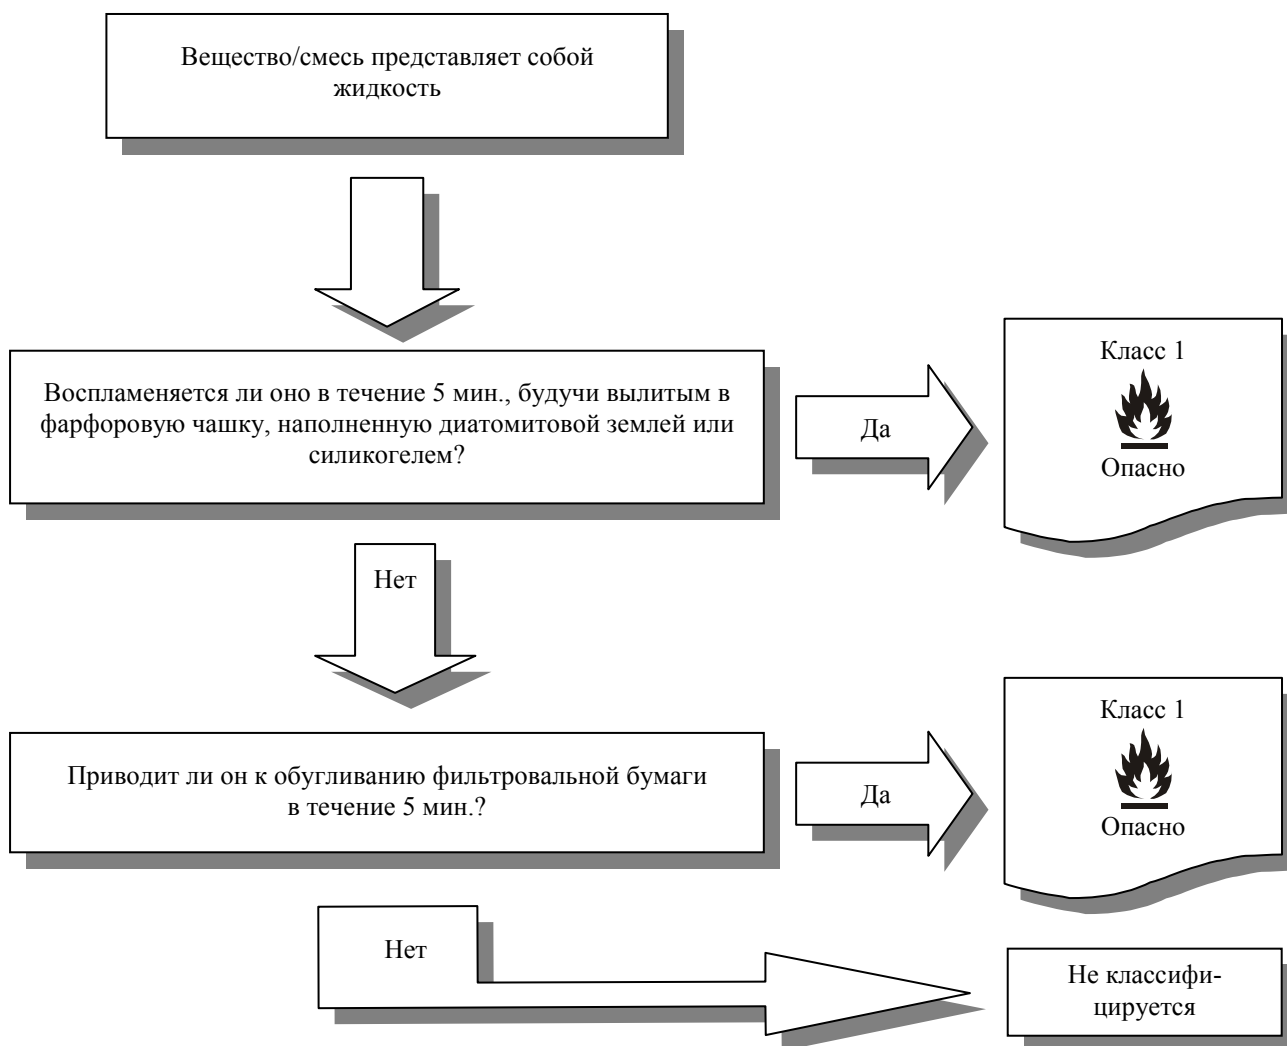 Вещество/смесь представляет собой
жидкость
Воспламеняется ли оно в течение 5 мин., будучи вылитым в
фарфоровую чашку, наполненную диатомитовой землей или
силикогелем?
Да
Класс 1
Опасно
Нет
Приводит ли он к обугливанию фильтровальной бумаги
в течение 5 мин.?
Да
Класс 1
Опасно
Нет
Не классифи-
цируется